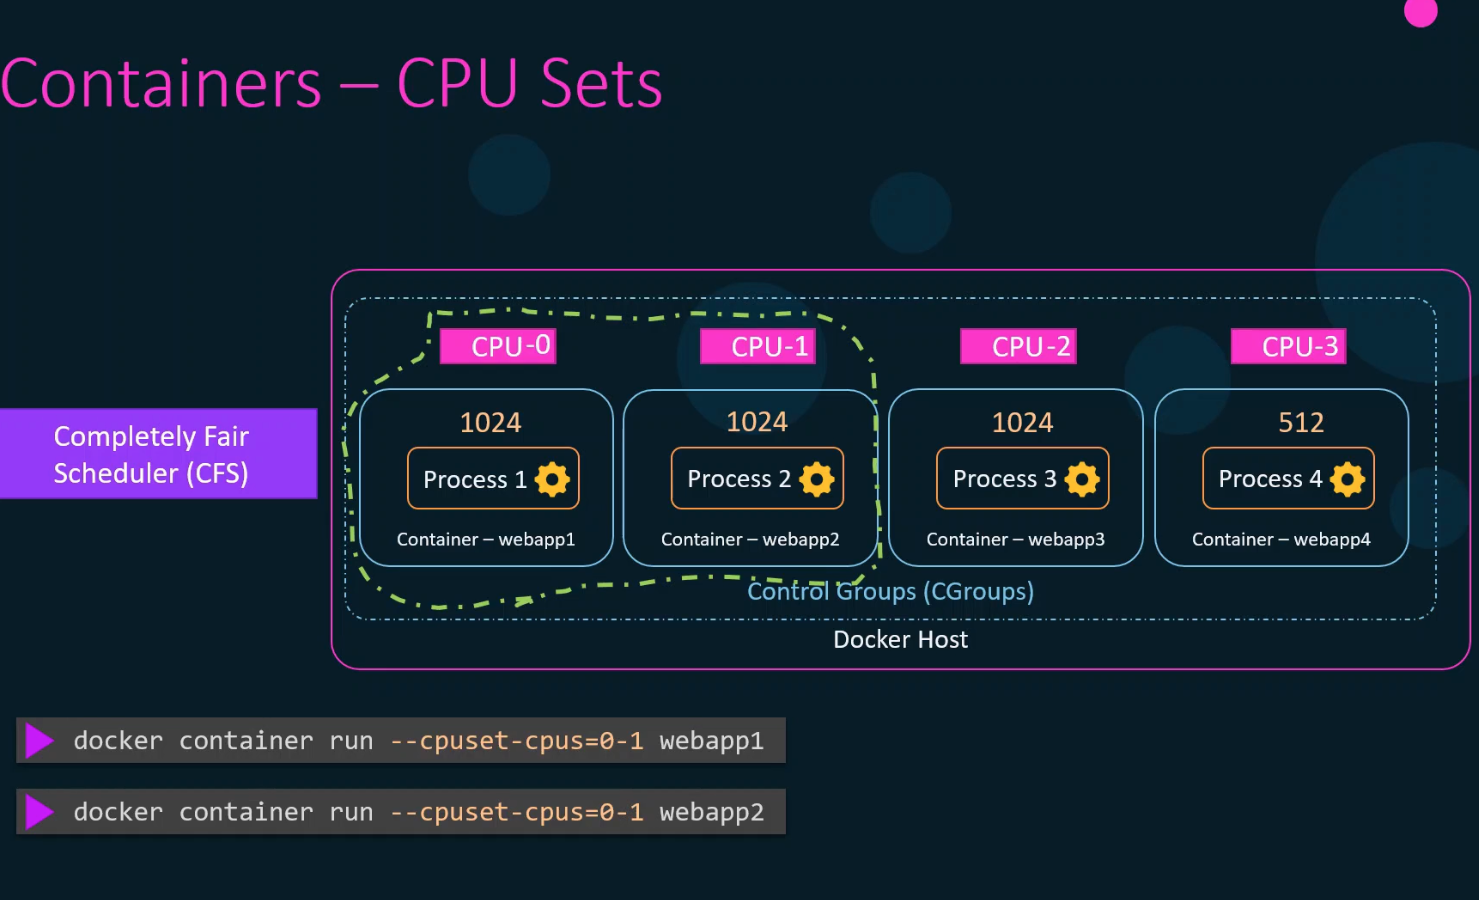 Containers – CPU Sets
CPU-0
CPU-1
CPU-2
CPU-3
Completely Fair
Scheduler (CFS)
1024
Process 1
Container – webapp1
1024
Process 2
Container – webapp2
1024
Process 3
Container – webapp3
512
Process 4
Container – webapp4
Control Groups (CGroups)
Docker Host
docker container run --cpuset-cpus=0-1 webapp1
docker container run --cpuset-cpus=0-1 webapp2